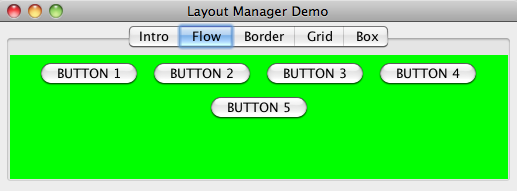 Layout Manager Demo
Intro Flow Border Grid Box
BUTTON 1 BUTTON 2 BUTTON 3 BUTTON 4
BUTTON 5